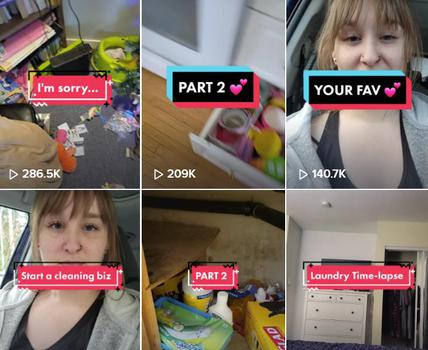 I'm sorry...
PART 2 💕
YOUR FAV 💕
286.5K
209K
140.7K
Start a cleaning biz
PART 2
Laundry Time-lapse